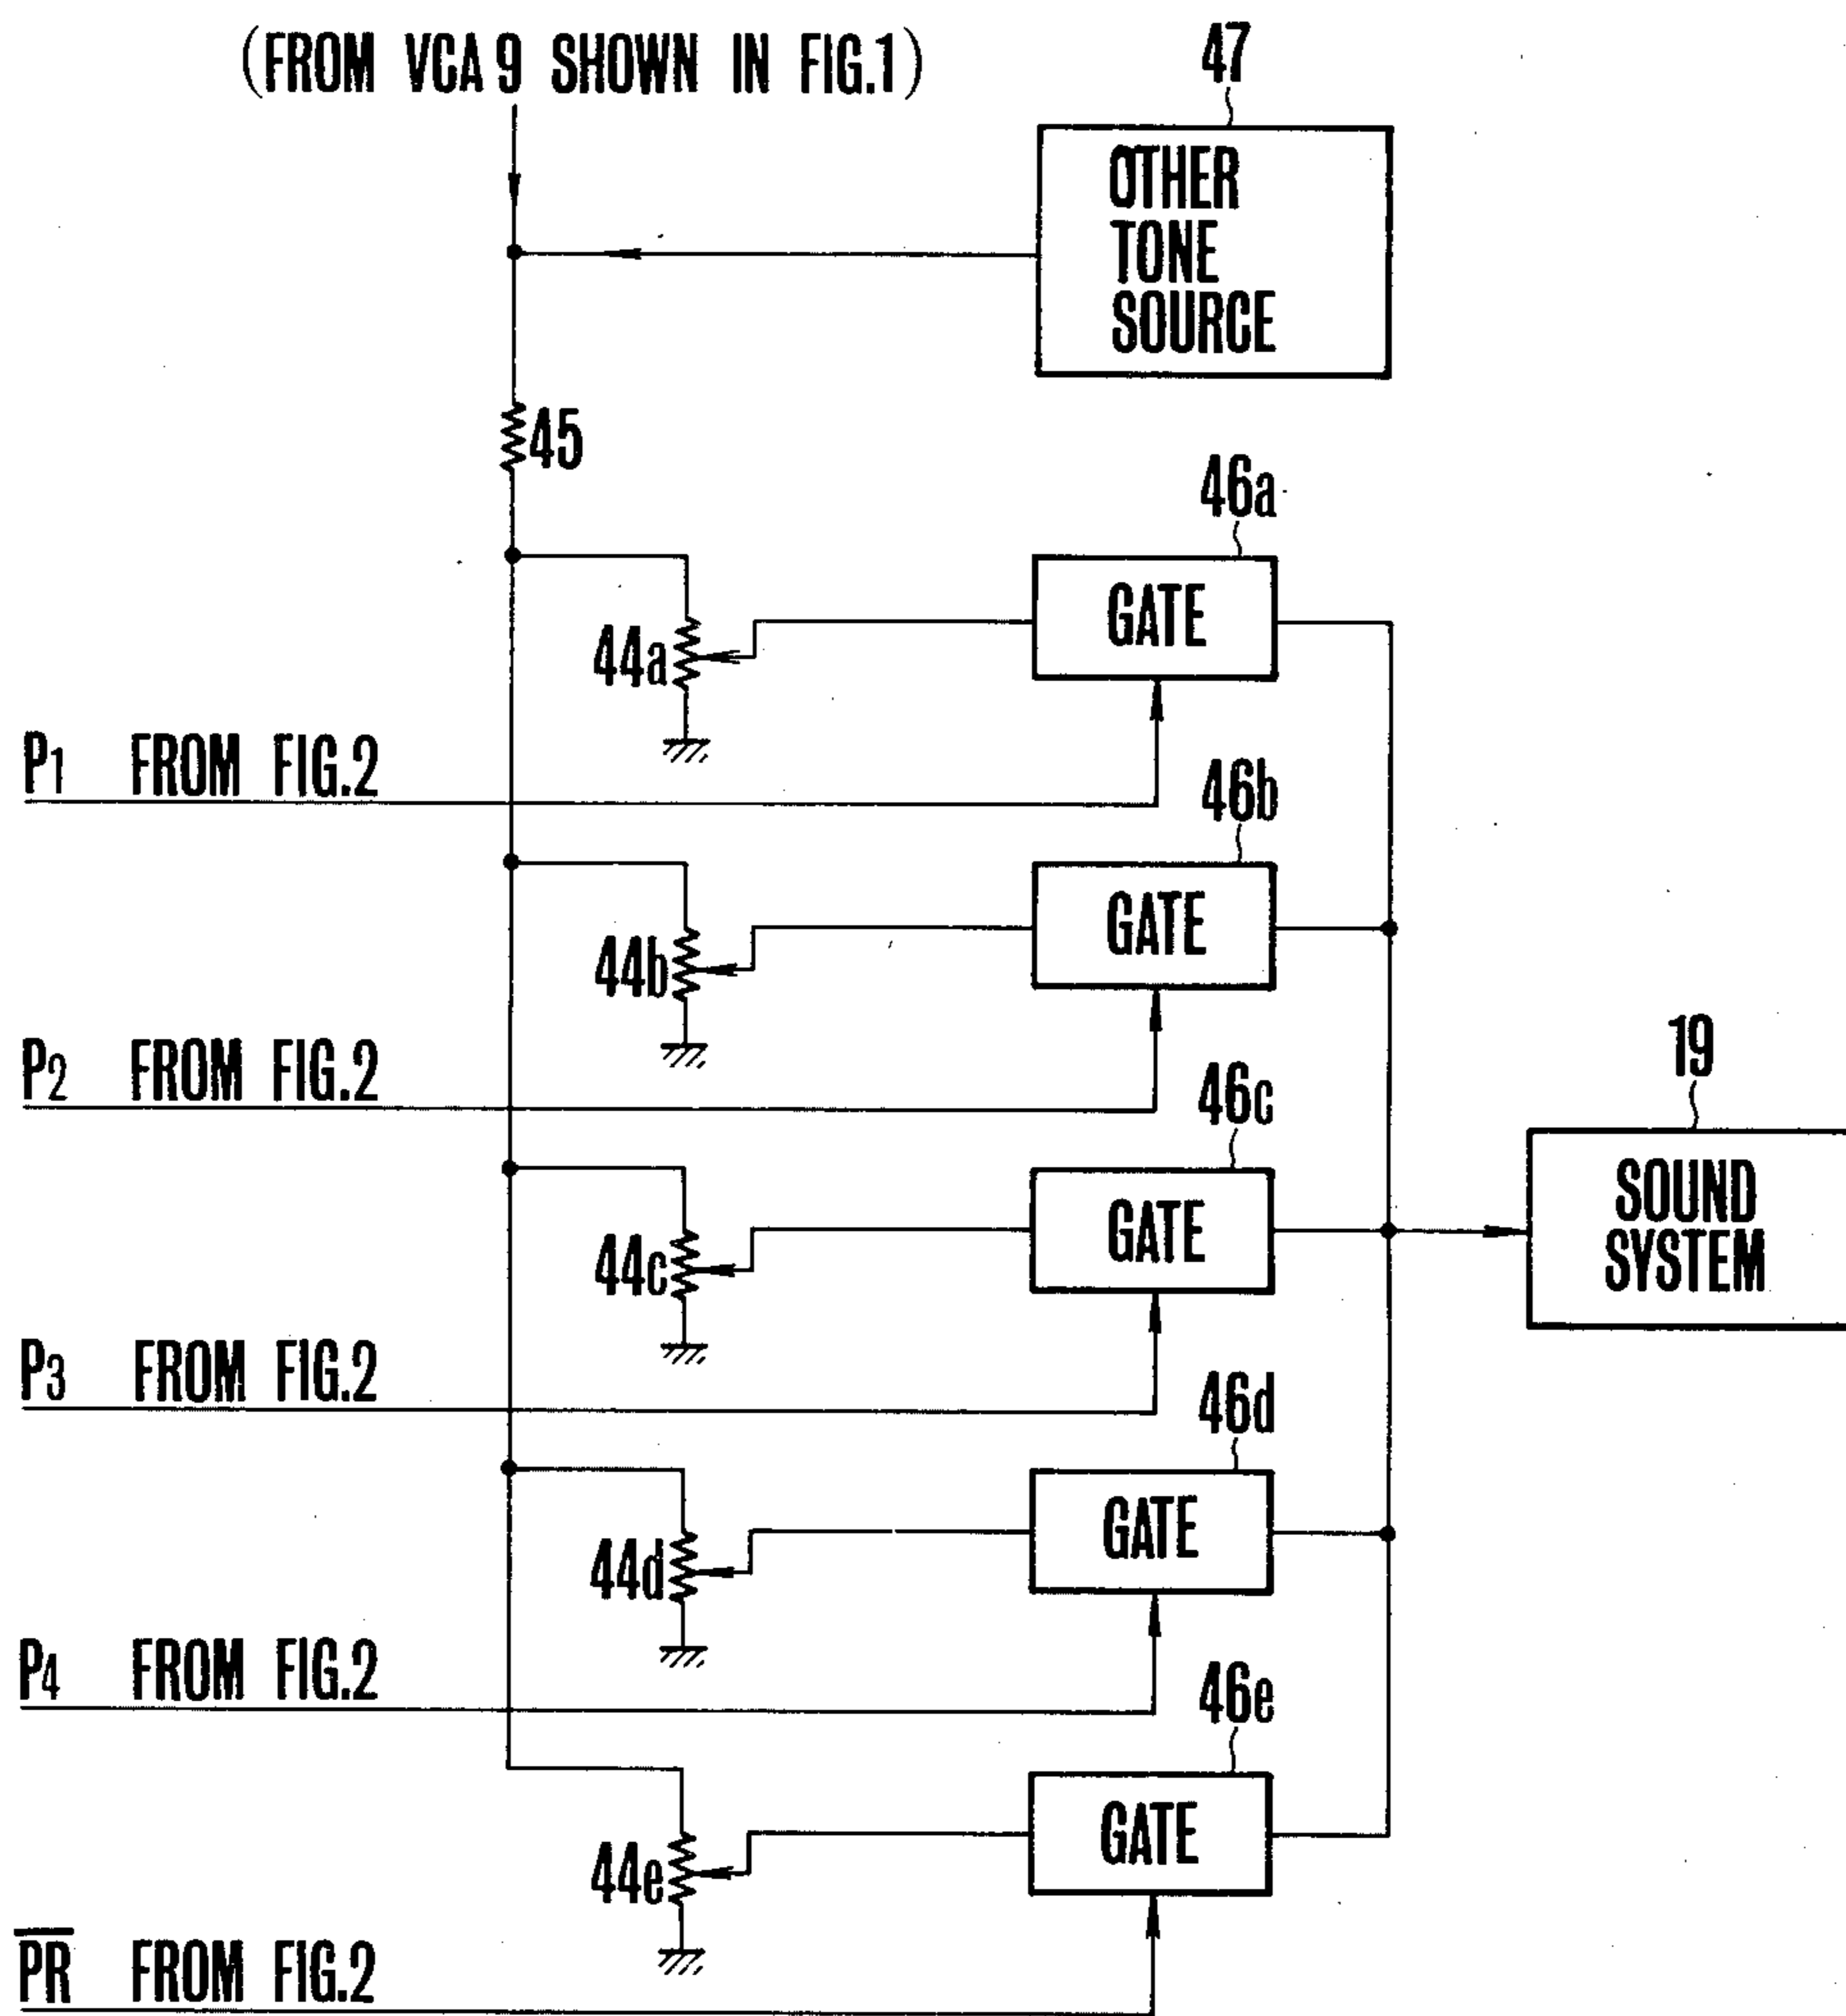 (FROM VCA 9 SHOWN IN FIG.1)
47
OTHER
TONE
SOURCE
45
46a
GATE
44a
P1 FROM FIG.2
46b
GATE
44b
P2 FROM FIG.2
46c
GATE
44c
19
SOUND
SYSTEM
P3 FROM FIG.2
46d
GATE
44d
P4 FROM FIG.2
46e
GATE
44e
P̅R̅ FROM FIG.2